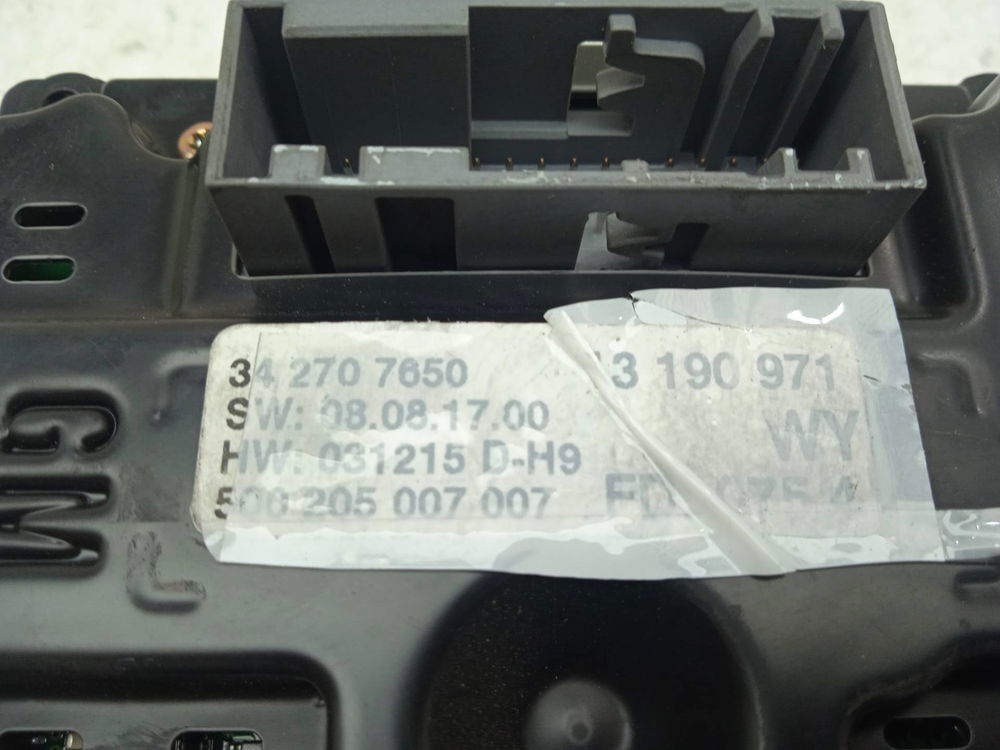 34 270 7650 13 190 971
SW: 08.08.17.00 WY
HW: 031215 D-H9
506 205 007 007
GM
L